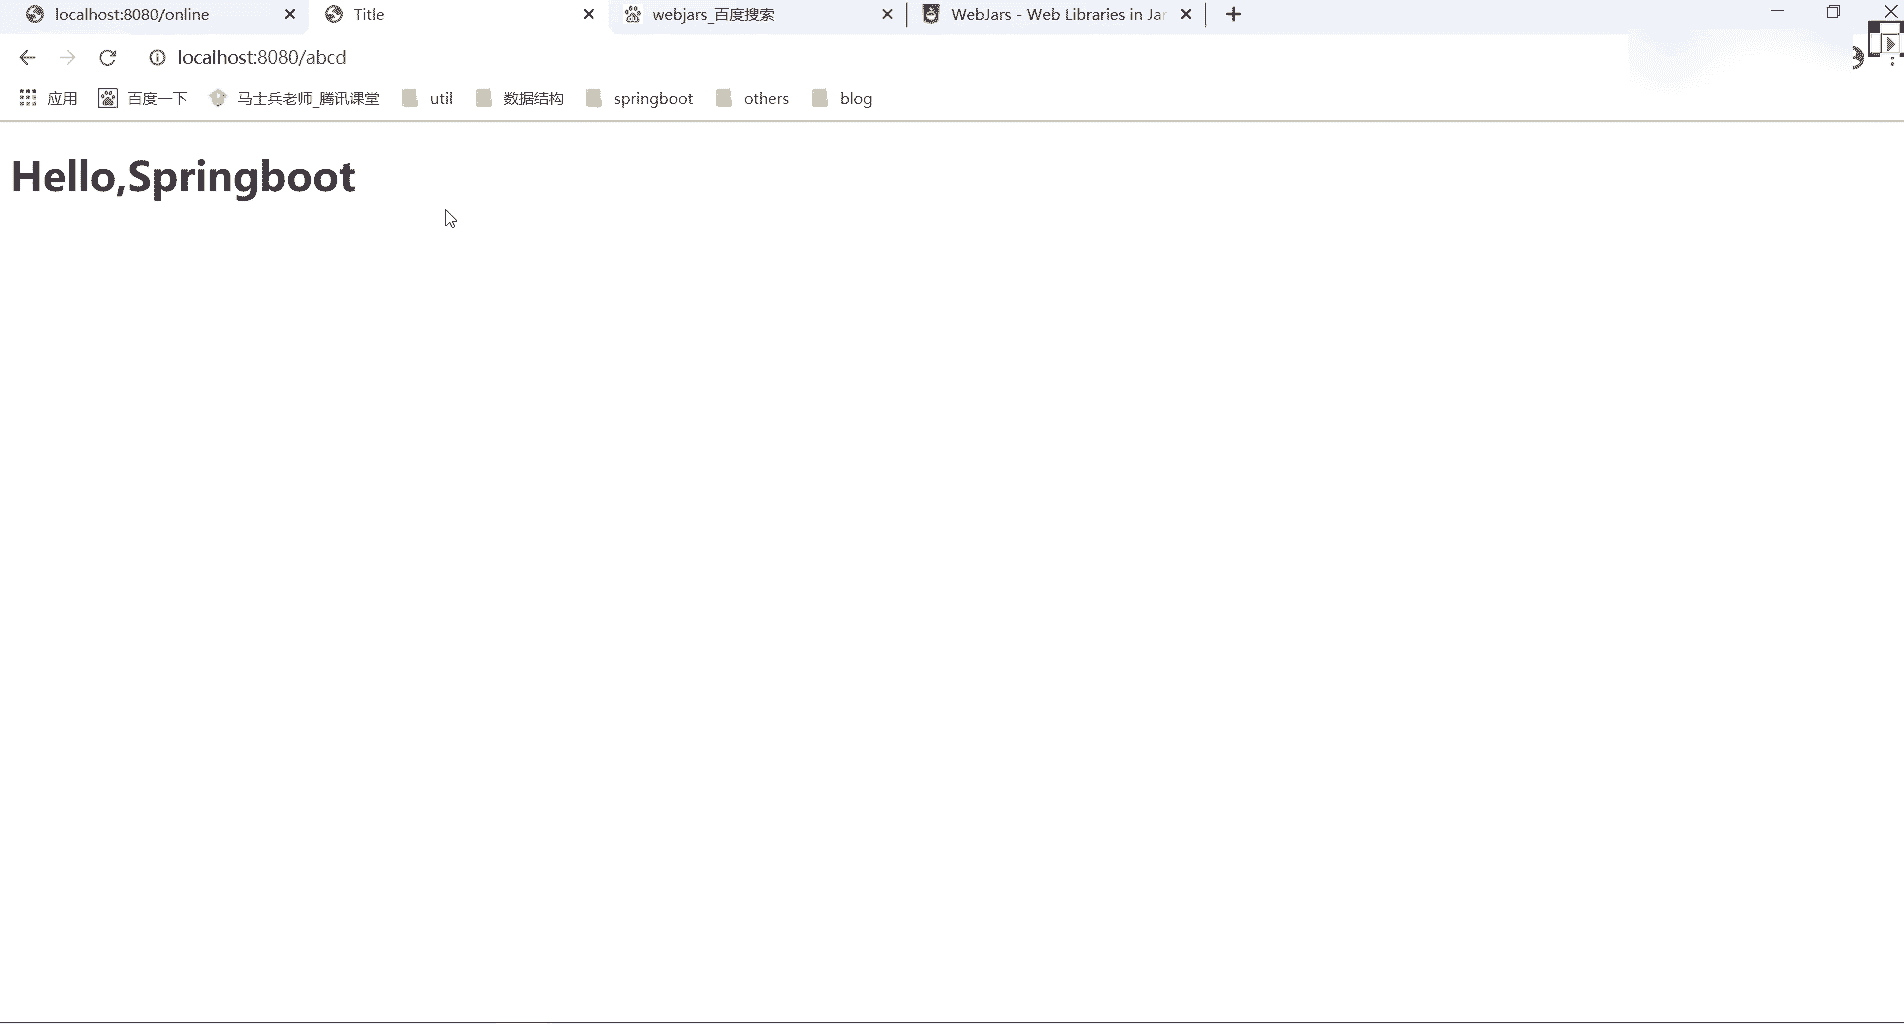 localhost:8080/online Title webjars_百度搜索 WebJars - Web Libraries in Jar
localhost:8080/abcd
应用 百度一下 马士兵老师_腾讯课堂 util 数据结构 springboot others blog
Hello,Springboot